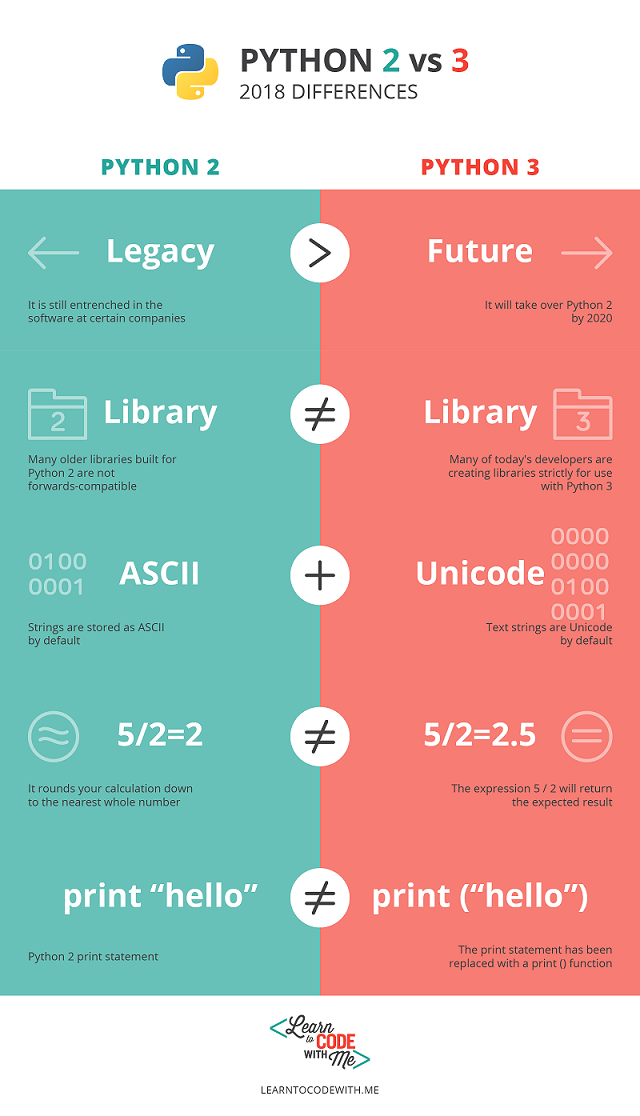 PYTHON 2 vs 3
2018 DIFFERENCES
PYTHON 2
PYTHON 3
Legacy
>
Future
It is still entrenched in the
software at certain companies
It will take over Python 2
by 2020
2
Library
≠
Library
3
Many older libraries built for
Python 2 are not
forwards-compatible
Many of today's developers are
creating libraries strictly for use
with Python 3
0100
0001
ASCII
+
Unicode
0000
0000
0100
0001
Strings are stored as ASCII
by default
Text strings are Unicode
by default
5/2=2
≠
5/2=2.5
It rounds your calculation down
to the nearest whole number
The expression 5 / 2 will return
the expected result
print “hello”
≠
print (“hello”)
Python 2 print statement
The print statement has been
replaced with a print () function
<Learn
to CODE
WITH Me>
LEARNTOCODEWITH.ME